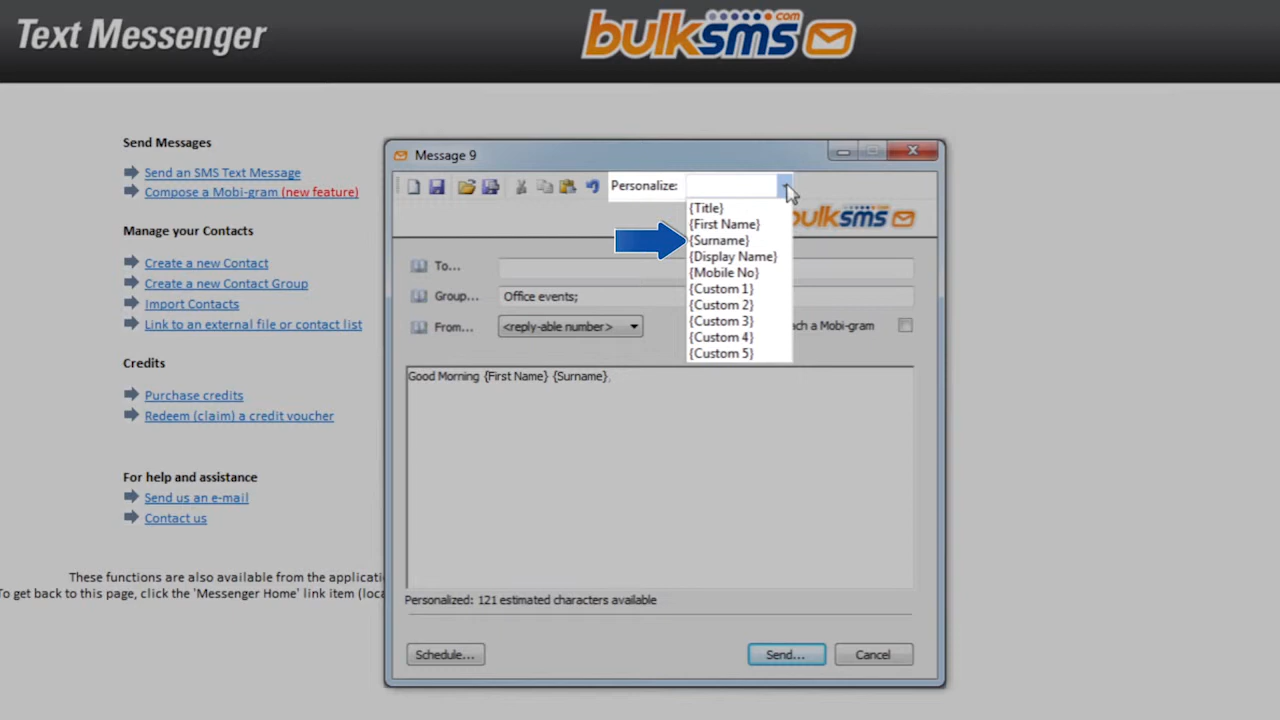 Text Messenger
bulksms.com
Send Messages
Send an SMS Text Message
Compose a Mobi-gram (new feature)
Manage your Contacts
Create a new Contact
Create a new Contact Group
Import Contacts
Link to an external file or contact list
Credits
Purchase credits
Redeem (claim) a credit voucher
For help and assistance
Send us an e-mail
Contact us
These functions are also available from the applicatio
To get back to this page, click the 'Messenger Home' link item (loca
Message 9
Personalize:
{Title}
{First Name}
{Surname}
{Display Name}
{Mobile No}
{Custom 1}
{Custom 2}
{Custom 3}
{Custom 4}
{Custom 5}
bulksms
To...
Group... Office events;
From... <reply-able number> ch a Mobi-gram
Good Morning {First Name} {Surname},
Personalized: 121 estimated characters available
Schedule... Send... Cancel